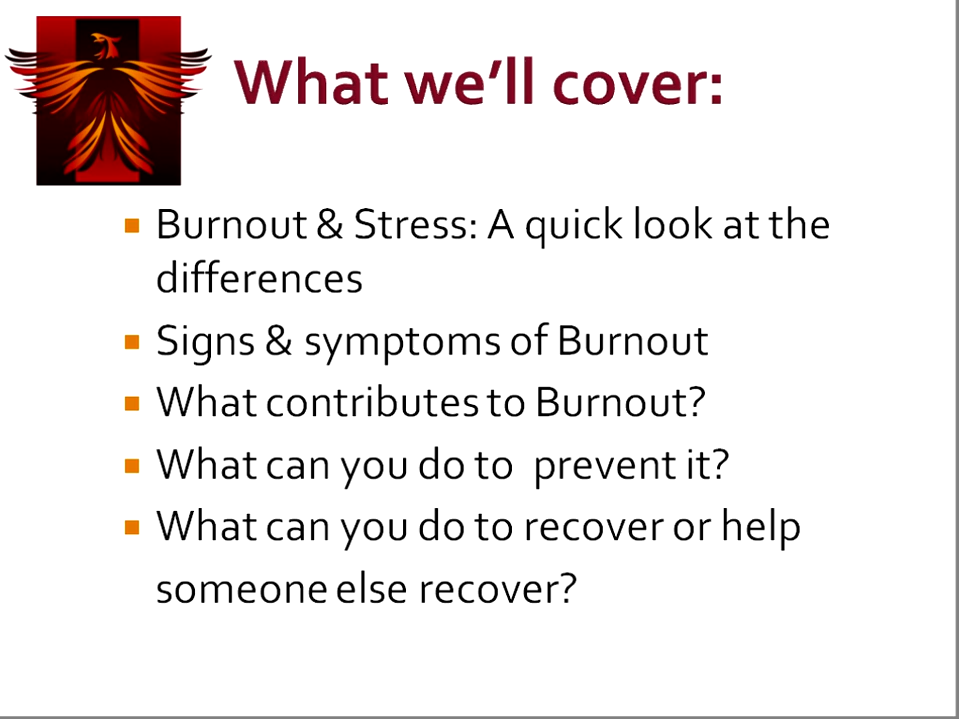 What we'll cover:
Burnout & Stress: A quick look at the
differences
Signs & symptoms of Burnout
What contributes to Burnout?
What can you do to  prevent it?
What can you do to recover or help
someone else recover?